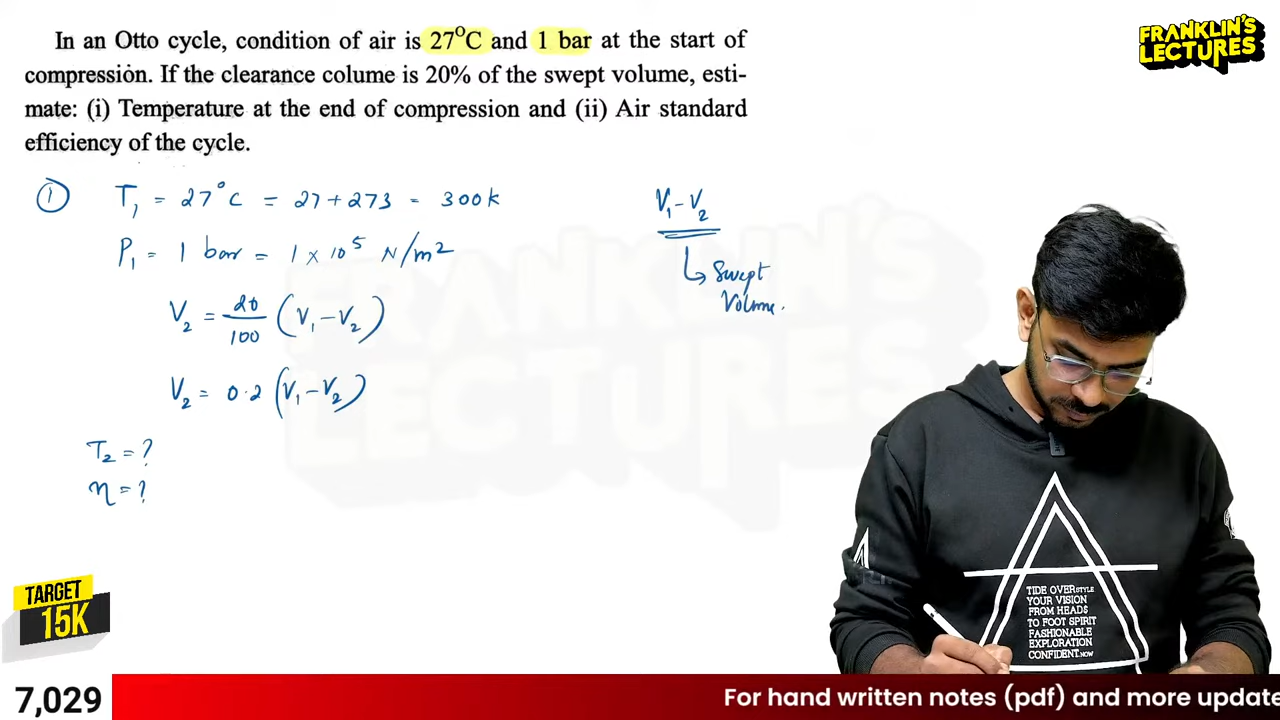 In an Otto cycle, condition of air is 27°C and 1 bar at the start of
compression. If the clearance colume is 20% of the swept volume, esti-
mate: (i) Temperature at the end of compression and (ii) Air standard
efficiency of the cycle.
FRANKLIN'S
LECTURES
① T₁ = 27°C = 27+273 = 300k
P₁ = 1 bar = 1 × 10⁵ N/m²
V₂ = 20/100 (V₁-V₂)
V₂ = 0.2 (V₁-V₂)
T₂ = ?
η = ?
V₁-V₂
↳ Swept
Volume.
FRANKLIN'S
LECTURES
TIDE OVER STYLE
YOUR VISION
FROM HEADS
TO FOOT SPIRIT
FASHIONABLE
EXPLORATION
CONFIDENT.NOW
TARGET
15K
7,029
For hand written notes (pdf) and more update